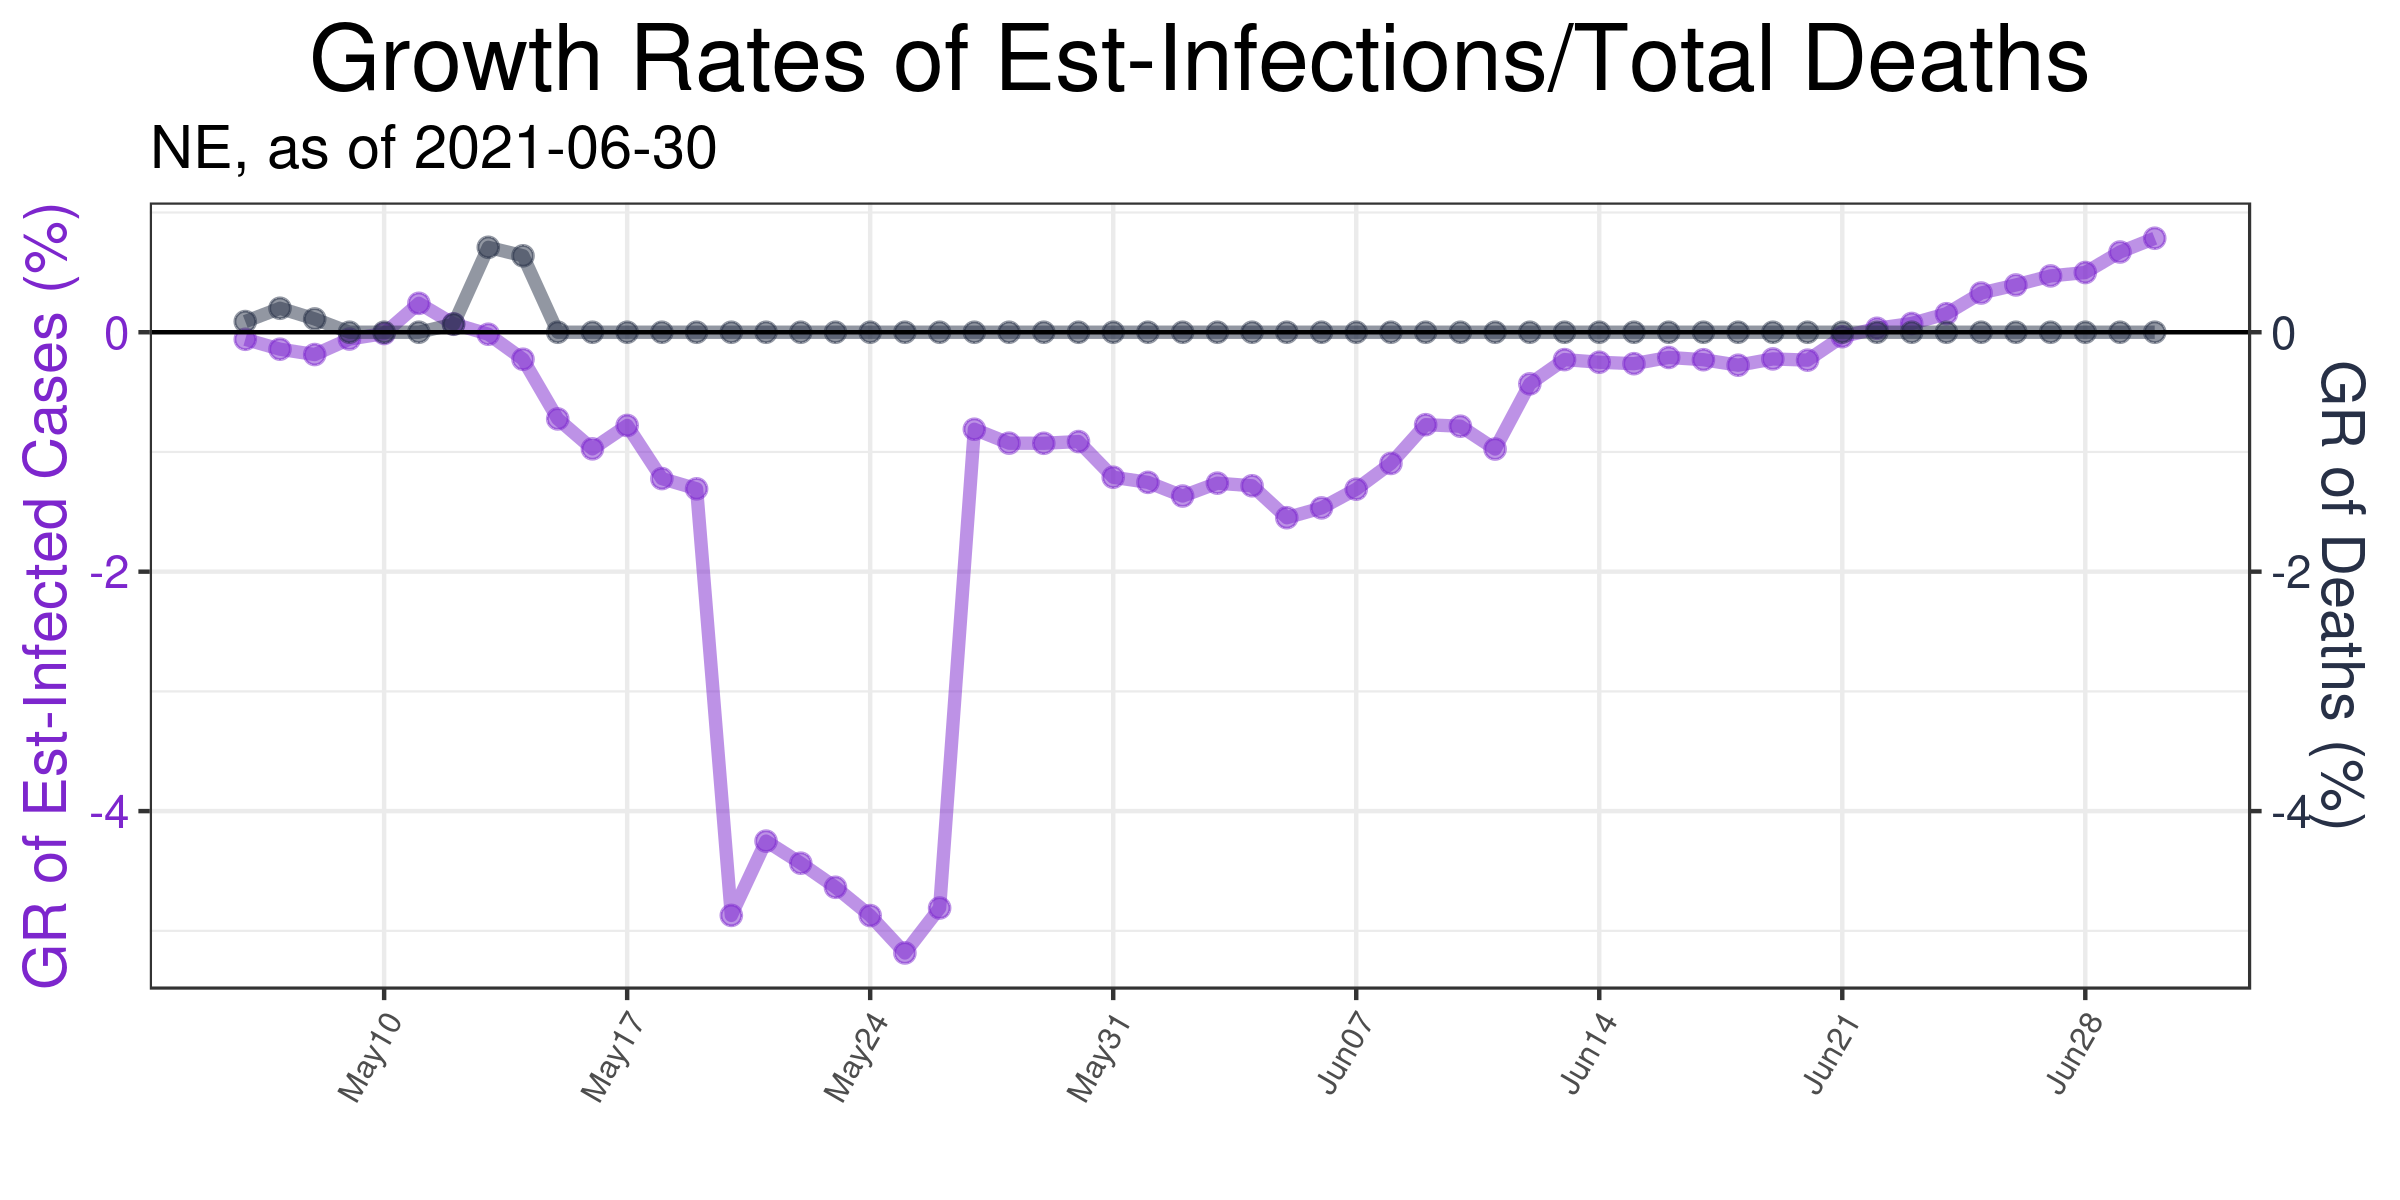 Growth Rates of Est-Infections/Total Deaths
NE, as of 2021-06-30
GR of Est-Infected Cases (%)
0
-2
-4
0
-2
-4
GR of Deaths (%)
May10
May17
May24
May31
Jun07
Jun14
Jun21
Jun28